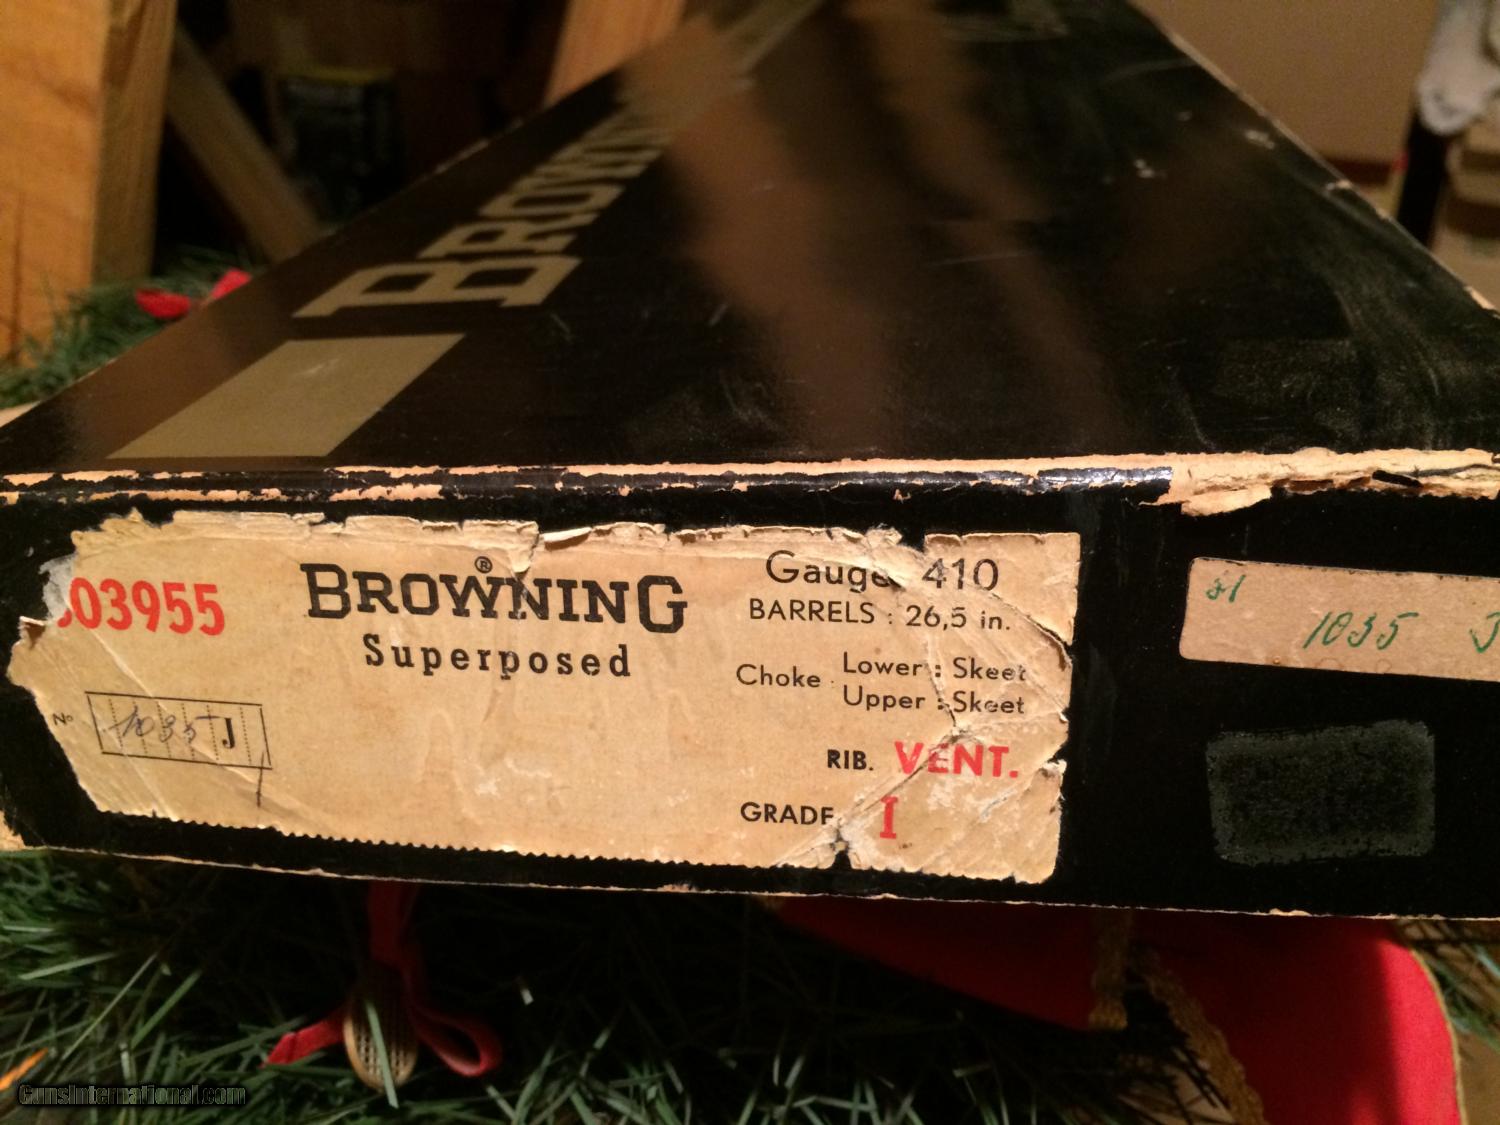 BROWNING
03955
BROWNING®
Superposed
Nº 1035 J
Gauge 410
BARRELS : 26,5 in.
Choke Lower : Skeet
Upper : Skeet
RIB. VENT.
GRADE I
1035 J
GunsInternational.com